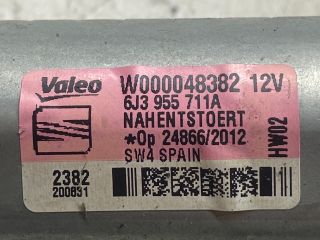 Valeo W000048382 12V
6J3 955 711A
NAHENTSTOERT
*Op 24866/2012
SW4 SPAIN
HW02
2382
200831